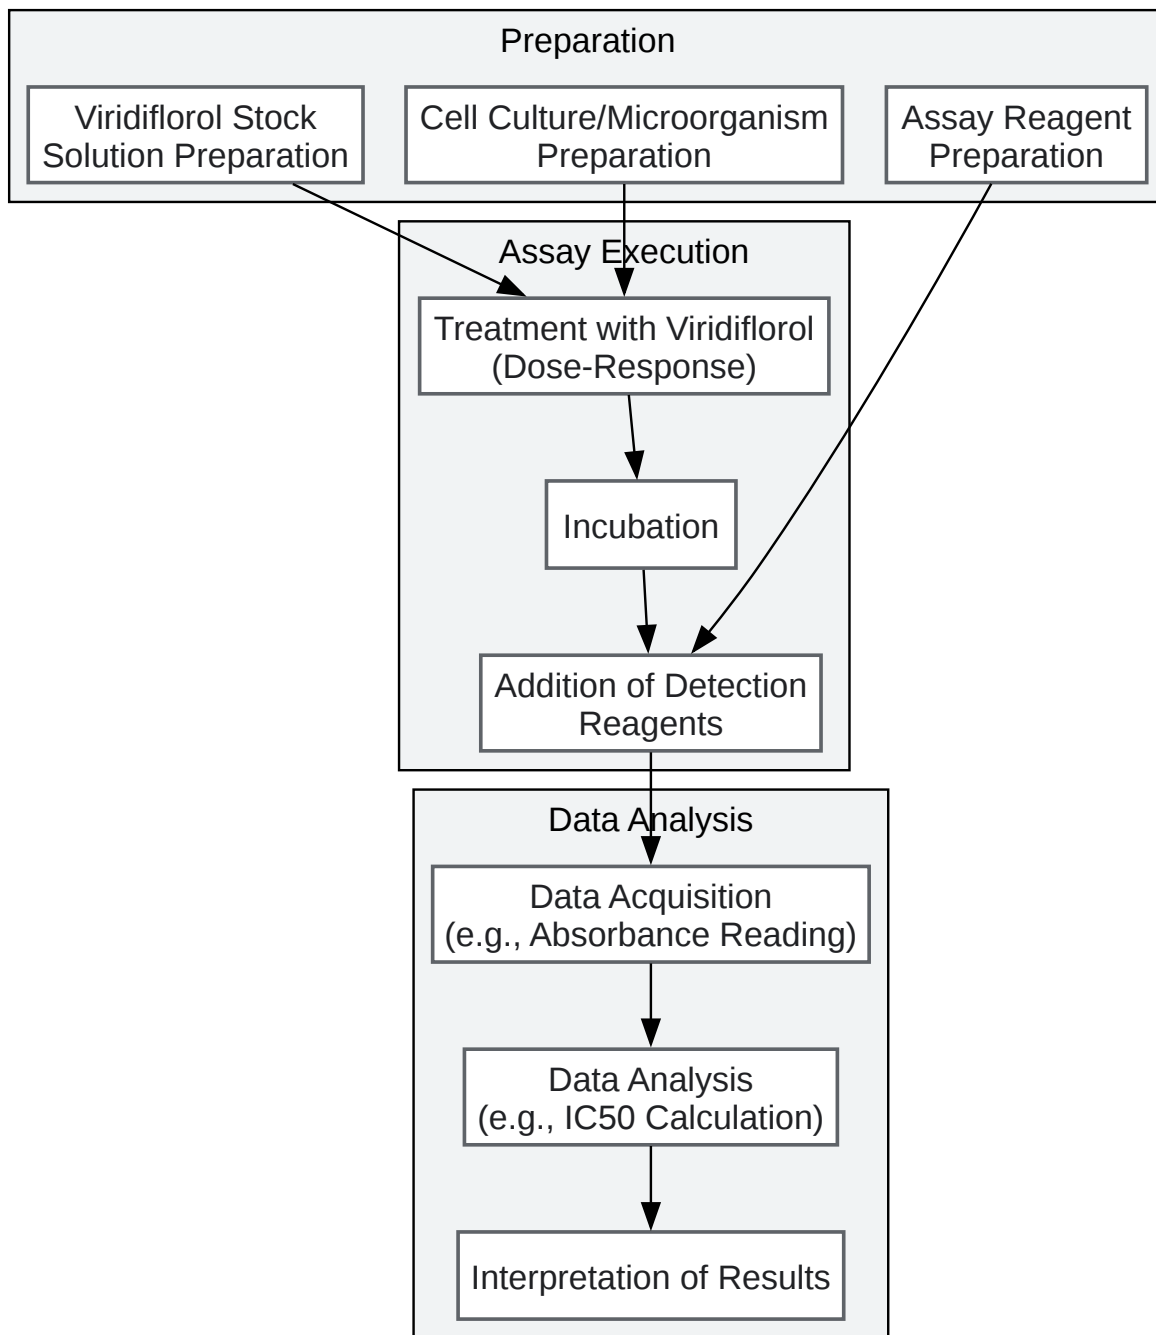 Preparation
Viridiflorol Stock
Solution Preparation
Cell Culture/Microorganism
Preparation
Assay Reagent
Preparation
Assay Execution
Treatment with Viridiflorol
(Dose-Response)
Incubation
Addition of Detection
Reagents
Data Analysis
Data Acquisition
(e.g., Absorbance Reading)
Data Analysis
(e.g., IC50 Calculation)
Interpretation of Results